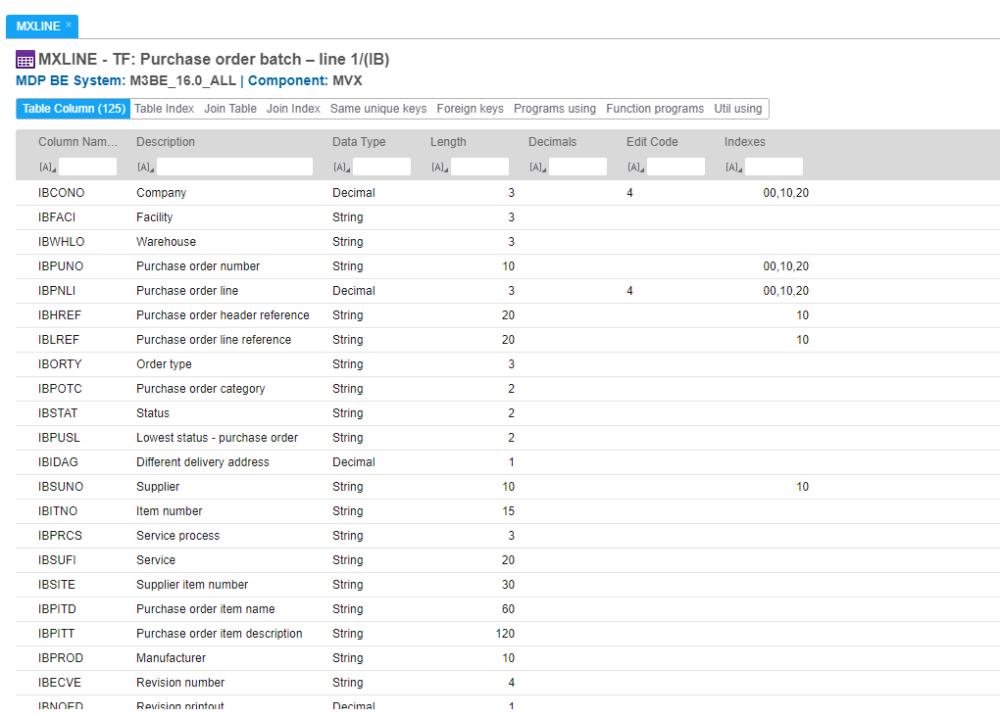 MXLINE ×
MXLINE - TF: Purchase order batch – line 1/(IB)
MDP BE System: M3BE_16.0_ALL | Component: MVX
Table Column (125) Table Index Join Table Join Index Same unique keys Foreign keys Programs using Function programs Util using
Column Nam... Description Data Type Length Decimals Edit Code Indexes
[A] [A] [A] [A] [A] [A] [A]
IBCONO Company Decimal 3 4 00,10,20
IBFACI Facility String 3
IBWHLO Warehouse String 3
IBPUNO Purchase order number String 10 00,10,20
IBPNLI Purchase order line Decimal 3 4 00,10,20
IBHREF Purchase order header reference String 20 10
IBLREF Purchase order line reference String 20 10
IBORTY Order type String 3
IBPOTC Purchase order category String 2
IBSTAT Status String 2
IBPUSL Lowest status - purchase order String 2
IBIDAG Different delivery address Decimal 1
IBSUNO Supplier String 10 10
IBITNO Item number String 15
IBPRCS Service process String 3
IBSUFI Service String 20
IBSITE Supplier item number String 30
IBPITD Purchase order item name String 60
IBPITT Purchase order item description String 120
IBPROD Manufacturer String 10
IBECVE Revision number String 4
IBNOED Revision printout Decimal 1